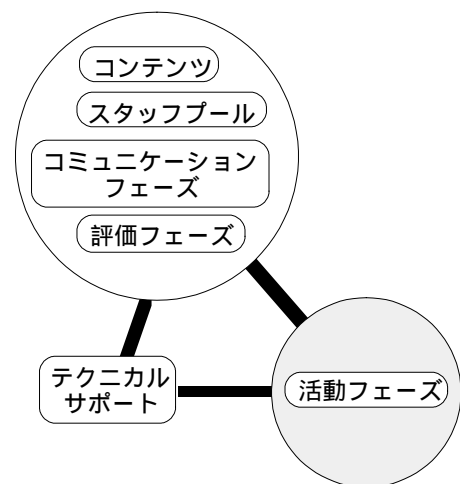 コンテンツ
スタッフプール
コミュニケーション
フェーズ
評価フェーズ
テクニカル
サポート
活動フェーズ